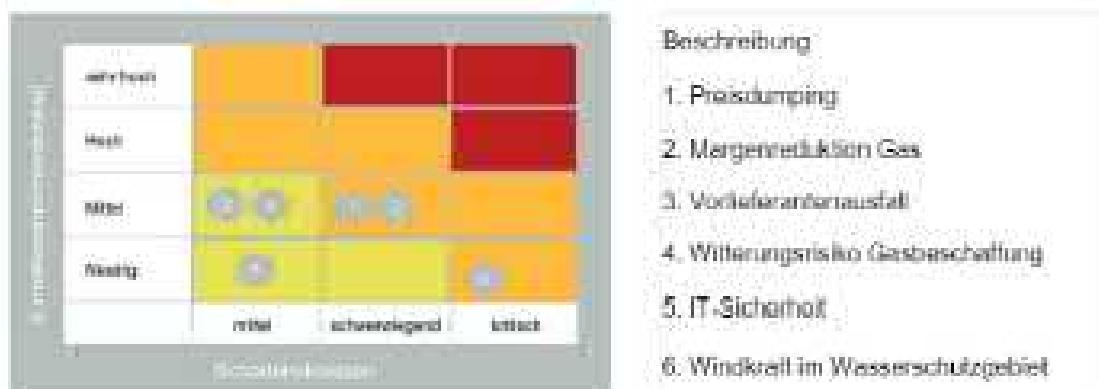 sehr hoch
Hoch
Mittel
Niedrig
mittel
schwerwiegend
kritisch
Beschreibung
1. Preisdumping
2. Margenreduktion Gas
3. Vorlieferantenausfall
4. Witterungsrisiko Gasbeschaffung
5. IT-Sicherheit
6. Windkraft im Wasserschutzgebiet